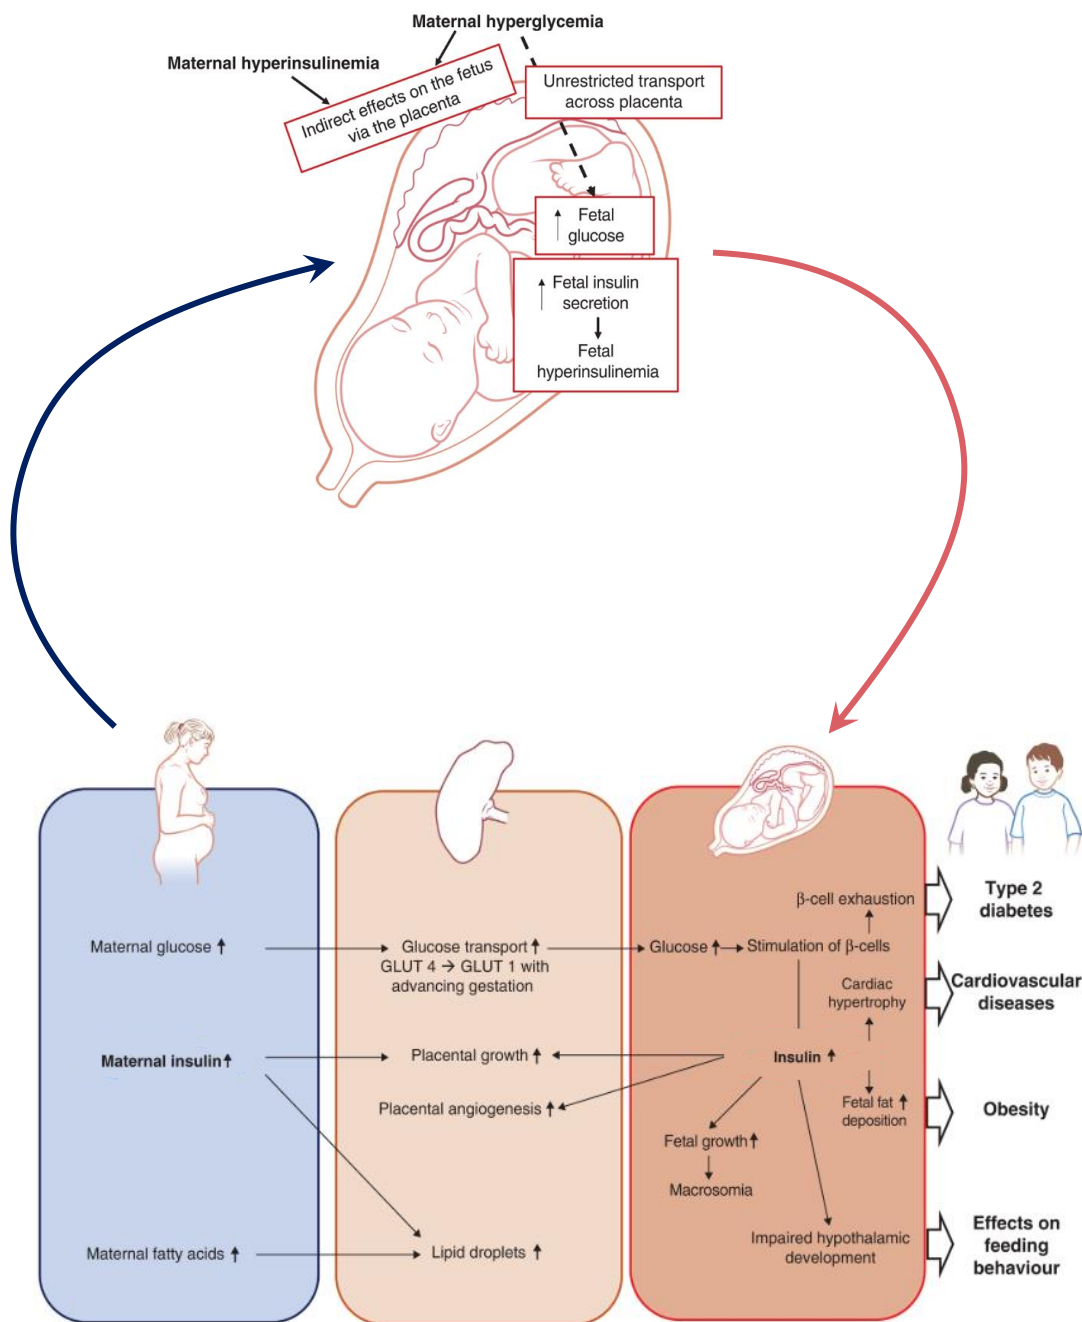 Maternal hyperglycemia
Maternal hyperinsulinemia
Indirect effects on the fetus
via the placenta
Unrestricted transport
across placenta
↑ Fetal
glucose
↑ Fetal insulin
secretion
Fetal
hyperinsulinemia
Maternal glucose ↑
Maternal insulin ↑
Maternal fatty acids ↑
Glucose transport ↑
GLUT 4 → GLUT 1 with
advancing gestation
Placental growth ↑
Placental angiogenesis ↑
Lipid droplets ↑
β-cell exhaustion
Glucose ↑
Stimulation of β-cells
Cardiac
hypertrophy
Insulin ↑
Fetal fat ↑
deposition
Fetal growth ↑
Macrosomia
Impaired hypothalamic
development
Type 2
diabetes
Cardiovascular
diseases
Obesity
Effects on
feeding
behaviour